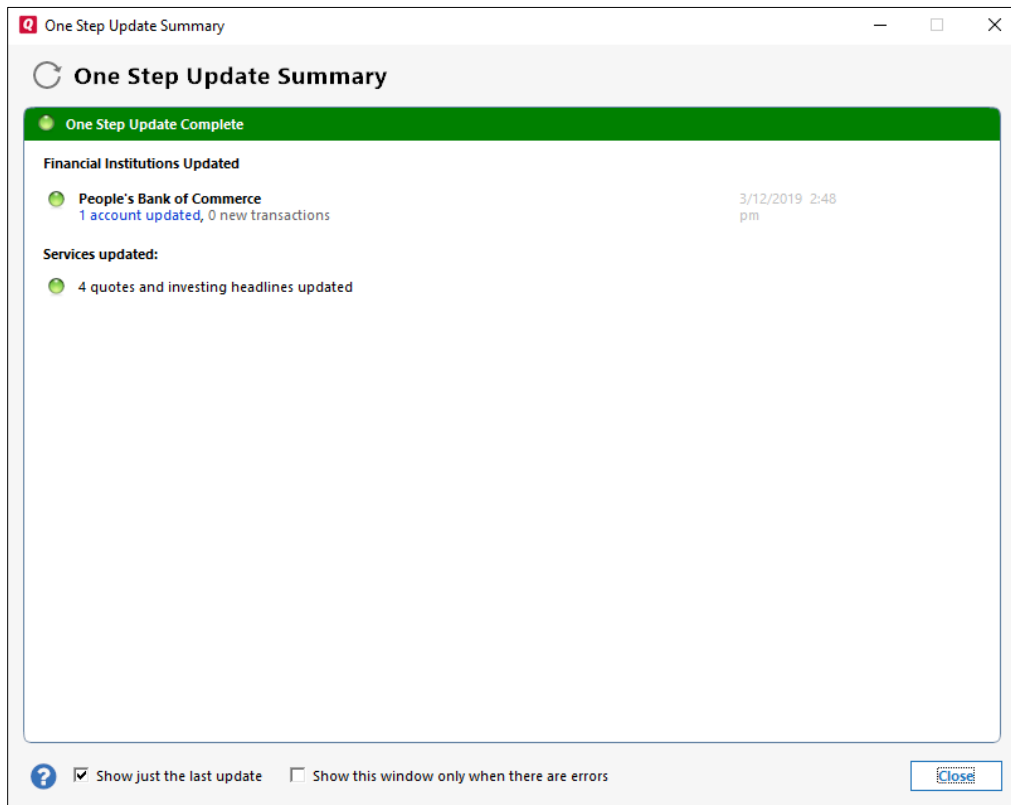 Q One Step Update Summary
One Step Update Summary
One Step Update Complete
Financial Institutions Updated
People's Bank of Commerce
3/12/2019 2:48
1 account updated, 0 new transactions
pm
Services updated:
4 quotes and investing headlines updated
? Show just the last update Show this window only when there are errors Close